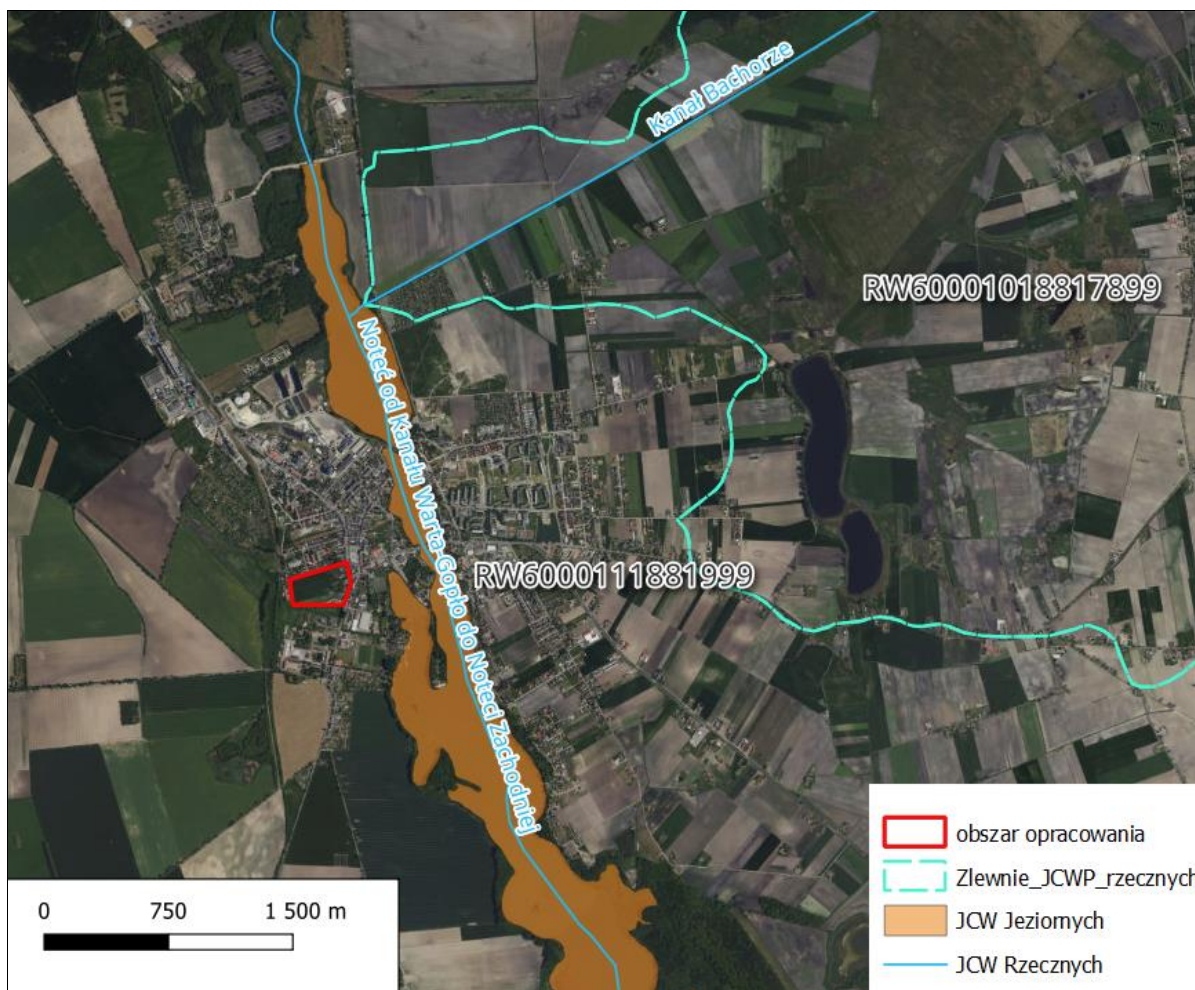 Kanał Bachorze
RW60001018817899
Noteć od Kanału Warta-Gopło do Noteci Zachodniej
RW60001111881999
obszar opracowania
Zlewnie_JCWP_rzecznych
JCW Jeziornych
JCW Rzecznych
0 750 1 500 m